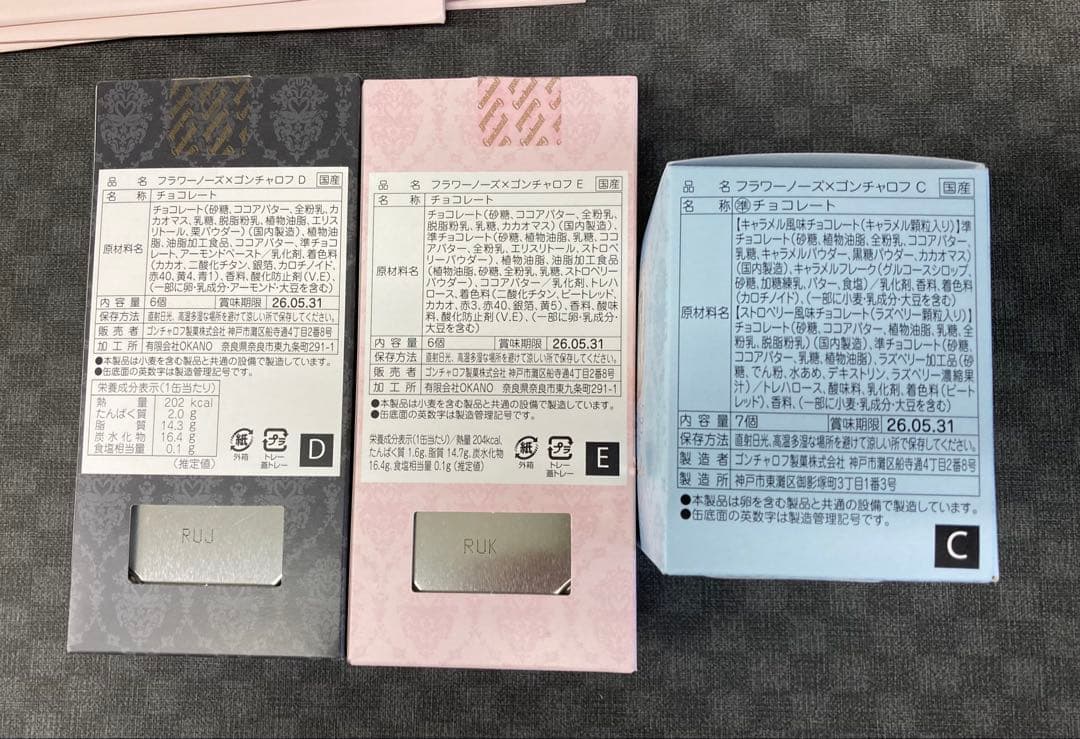 品 名 フラワーノーズ×ゴンチャロフ D 国産
名 称 チョコレート
原材料名
チョコレート(砂糖、ココアバター、全粉乳、カ
カオマス、乳糖、脱脂粉乳、植物油脂、エリス
リトール、栗パウダー)(国内製造)、植物油
脂、油脂加工食品、ココアバター、準チョコ
レート、アーモンドペースト/乳化剤、着色料
(カカオ、二酸化チタン、銀箔、カロチノイド、
赤40、黄4、青1)、香料、酸化防止剤(V.E)、
(一部に卵・乳成分・アーモンド・大豆を含む)
内 容 量 6個 賞味期限 26.05.31
保存方法 直射日光、高温多湿な場所を避けて涼しい所で保存してください。
販 売 者 ゴンチャロフ製菓株式会社 神戸市灘区船寺通4丁目2番8号
加 工 所 有限会社OKANO 奈良県奈良市東九条町291-1
●本製品は小麦を含む製品と共通の設備で製造しています。
●缶底面の英数字は製造管理記号です。
栄養成分表示(1缶当たり)
熱 量 202 kcal
たんぱく質 2.0 g
脂 質 14.3 g
炭水化物 16.4 g
食塩相当量 0.1 g
(推定値)
紙
外箱
プラ
トレー
蓋トレー
D
RUJ
品 名 フラワーノーズ×ゴンチャロフ E 国産
名 称 チョコレート
原材料名
チョコレート(砂糖、ココアバター、全粉乳、
脱脂粉乳、乳糖、カカオマス)(国内製造)、
準チョコレート(砂糖、植物油脂、乳糖、ココ
アバター、全粉乳、エリスリトール、ストロベ
リーパウダー)、植物油脂、油脂加工食品
(植物油脂、砂糖、全粉乳、乳糖、ストロベリー
パウダー)、ココアバター/乳化剤、トレハ
ロース、着色料(二酸化チタン、ビートレッド、
カカオ、赤3、赤40、銀箔、黄5)、香料、酸味
料、酸化防止剤(V.E)、(一部に卵・乳成分・
大豆を含む)
内 容 量 6個 賞味期限 26.05.31
保存方法 直射日光、高温多湿な場所を避けて涼しい所で保存してください。
販 売 者 ゴンチャロフ製菓株式会社 神戸市灘区船寺通4丁目2番8号
加 工 所 有限会社OKANO 奈良県奈良市東九条町291-1
●本製品は小麦を含む製品と共通の設備で製造しています。
●缶底面の英数字は製造管理記号です。
栄養成分表示(1缶当たり)/熱量 204kcal、
たんぱく質 1.6g、脂質 14.7g、炭水化物
16.4g、食塩相当量 0.1g(推定値)
紙
外箱
プラ
トレー
蓋トレー
E
RUK
品 名 フラワーノーズ×ゴンチャロフ C 国産
名 称 準チョコレート
原材料名
【キャラメル風味チョコレート(キャラメル顆粒入り)】準
チョコレート(砂糖、植物油脂、全粉乳、ココアバター、
乳糖、キャラメルパウダー、黒糖パウダー、カカオマス)
(国内製造)、キャラメルフレーク(グルコースシロップ、
砂糖、加糖練乳、バター、食塩)/乳化剤、香料、着色料
(カロチノイド)、(一部に小麦・乳成分・大豆を含む)
【ストロベリー風味チョコレート(ラズベリー顆粒入り)】
チョコレート(砂糖、ココアバター、植物油脂、乳糖、全
粉乳、脱脂粉乳)(国内製造)、準チョコレート(砂糖、
ココアバター、乳糖、植物油脂)、ラズベリー加工品(砂
糖、でん粉、水あめ、デキストリン、ラズベリー濃縮果
汁)/トレハロース、酸味料、乳化剤、着色料(ビート
レッド)、香料、(一部に小麦・乳成分・大豆を含む)
内 容 量 7個 賞味期限 26.05.31
保存方法 直射日光、高温多湿な場所を避けて涼しい所で保存してください。
製 造 者 ゴンチャロフ製菓株式会社 神戸市灘区船寺通4丁目2番8号
製 造 所 神戸市東灘区御影塚町3丁目1番3号
●本製品は卵を含む製品と共通の設備で製造しています。
●缶底面の英数字は製造管理記号です。
C